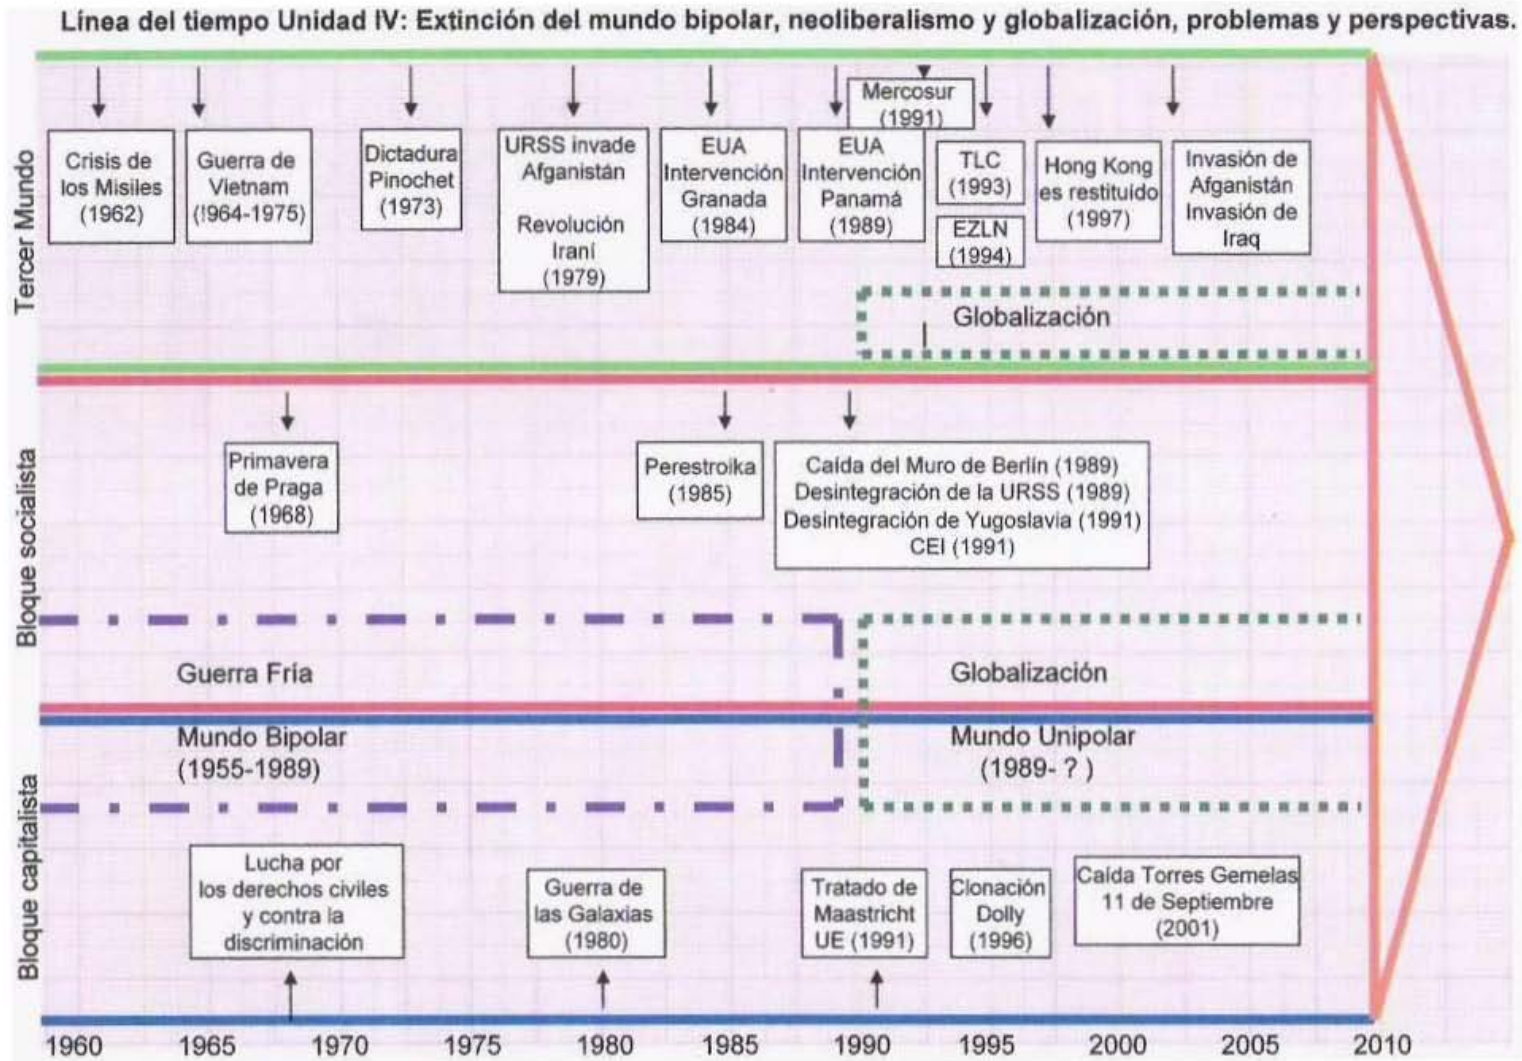 Línea del tiempo Unidad IV: Extinción del mundo bipolar, neoliberalismo y globalización, problemas y perspectivas.
Tercer Mundo
Crisis de
los Misiles
(1962)
Guerra de
Vietnam
(!964-1975)
Dictadura
Pinochet
(1973)
URSS invade
Afganistán
Revolución
Iraní
(1979)
EUA
Intervención
Granada
(1984)
EUA
Intervención
Panamá
(1989)
Mercosur
(1991)
TLC
(1993)
EZLN
(1994)
Hong Kong
es restituido
(1997)
Invasión de
Afganistán
Invasión de
Iraq
Globalización
Bloque socialista
Primavera
de Praga
(1968)
Perestroika
(1985)
Caída del Muro de Berlín (1989)
Desintegración de la URSS (1989)
Desintegración de Yugoslavia (1991)
CEI (1991)
Guerra Fría
Globalización
Bloque capitalista
Mundo Bipolar
(1955-1989)
Mundo Unipolar
(1989- ? )
Lucha por
los derechos civiles
y contra la
discriminación
Guerra de
las Galaxias
(1980)
Tratado de
Maastricht
UE (1991)
Clonación
Dolly
(1996)
Caída Torres Gemelas
11 de Septiembre
(2001)
1960 1965 1970 1975 1980 1985 1990 1995 2000 2005 2010